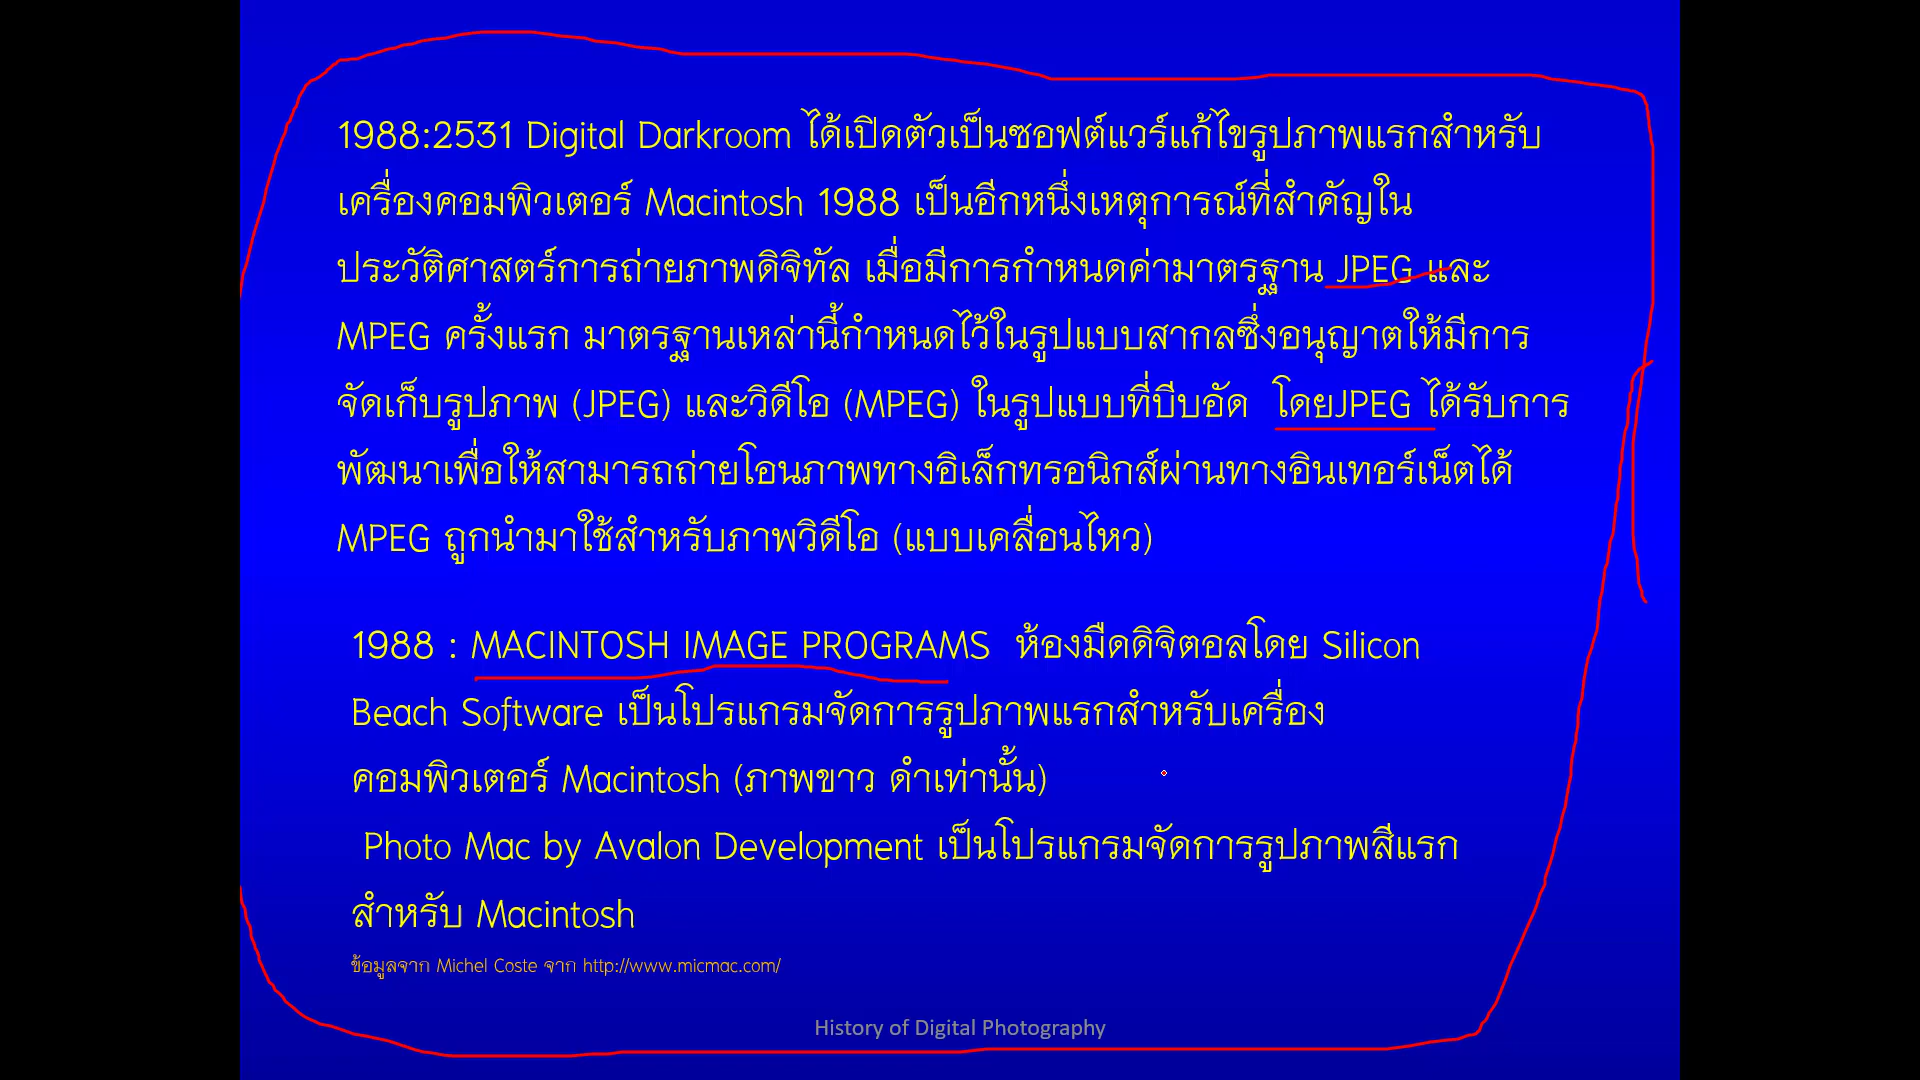 1988:2531 Digital Darkroom ได้เปิดตัวเป็นซอฟต์แวร์แก้ไขรูปภาพแรกสำหรับ
เครื่องคอมพิวเตอร์ Macintosh 1988 เป็นอีกหนึ่งเหตุการณ์ที่สำคัญใน
ประวัติศาสตร์การถ่ายภาพดิจิทัล เมื่อมีการกำหนดค่ามาตรฐาน JPEG และ
MPEG ครั้งแรก มาตรฐานเหล่านี้กำหนดไว้ในรูปแบบสากลซึ่งอนุญาตให้มีการ
จัดเก็บรูปภาพ (JPEG) และวิดีโอ (MPEG) ในรูปแบบที่บีบอัด โดยJPEG ได้รับการ
พัฒนาเพื่อให้สามารถถ่ายโอนภาพทางอิเล็กทรอนิกส์ผ่านทางอินเทอร์เน็ตได้
MPEG ถูกนำมาใช้สำหรับภาพวิดีโอ (แบบเคลื่อนไหว)
1988 : MACINTOSH IMAGE PROGRAMS ห้องมืดดิจิตอลโดย Silicon
Beach Software เป็นโปรแกรมจัดการรูปภาพแรกสำหรับเครื่อง
คอมพิวเตอร์ Macintosh (ภาพขาว ดำเท่านั้น)
Photo Mac by Avalon Development เป็นโปรแกรมจัดการรูปภาพสีแรก
สำหรับ Macintosh
ข้อมูลจาก Michel Coste จาก http://www.micmac.com/
History of Digital Photography